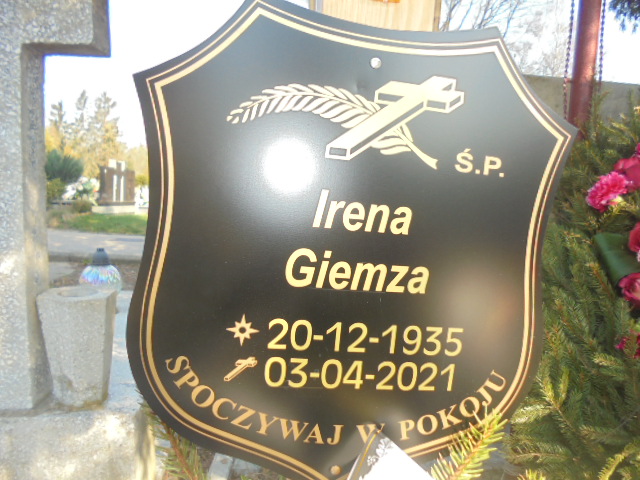 Ś.P.
Irena
Giemza
20-12-1935
03-04-2021
SPOCZYWAJ W POKOJU